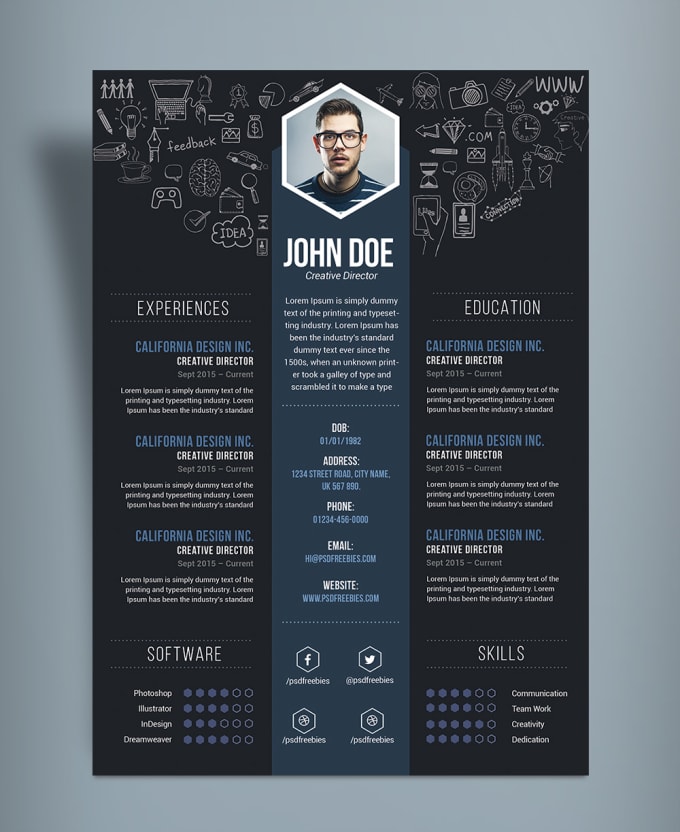 WWW
feedback
.COM
IDEA
Creative
IDEA
CONNECTION
JOHN DOE
Creative Director
Lorem Ipsum is simply dummy
text of the printing and typeset-
ting industry. Lorem Ipsum has
been the industry's standard
dummy text ever since the
1500s, when an unknown print-
er took a galley of type and
scrambled it to make a type
DOB:
01/01/1982
ADDRESS:
1234 STREET ROAD, CITY NAME,
UK 567 89D.
PHONE:
01234-456-0000
EMAIL:
HI@PSDFREEBIES.COM
WEBSITE:
WWW.PSDFREEBIES.COM
/psdfreebies
@psdfreebies
/psdfreebies
/psdfreebies
EXPERIENCES
CALIFORNIA DESIGN INC.
CREATIVE DIRECTOR
Sept 2015 – Current
Lorem Ipsum is simply dummy text of the
printing and typesetting industry. Lorem
Ipsum has been the industry's standard
CALIFORNIA DESIGN INC.
CREATIVE DIRECTOR
Sept 2015 – Current
Lorem Ipsum is simply dummy text of the
printing and typesetting industry. Lorem
Ipsum has been the industry's standard
CALIFORNIA DESIGN INC.
CREATIVE DIRECTOR
Sept 2015 – Current
Lorem Ipsum is simply dummy text of the
printing and typesetting industry. Lorem
Ipsum has been the industry's standard
SOFTWARE
Photoshop
Illustrator
InDesign
Dreamweaver
EDUCATION
CALIFORNIA DESIGN INC.
CREATIVE DIRECTOR
Sept 2015 – Current
Lorem Ipsum is simply dummy text of the
printing and typesetting industry. Lorem
Ipsum has been the industry's standard
CALIFORNIA DESIGN INC.
CREATIVE DIRECTOR
Sept 2015 – Current
Lorem Ipsum is simply dummy text of the
printing and typesetting industry. Lorem
Ipsum has been the industry's standard
CALIFORNIA DESIGN INC.
CREATIVE DIRECTOR
Sept 2015 – Current
Lorem Ipsum is simply dummy text of the
printing and typesetting industry. Lorem
Ipsum has been the industry's standard
SKILLS
Communication
Team Work
Creativity
Dedication